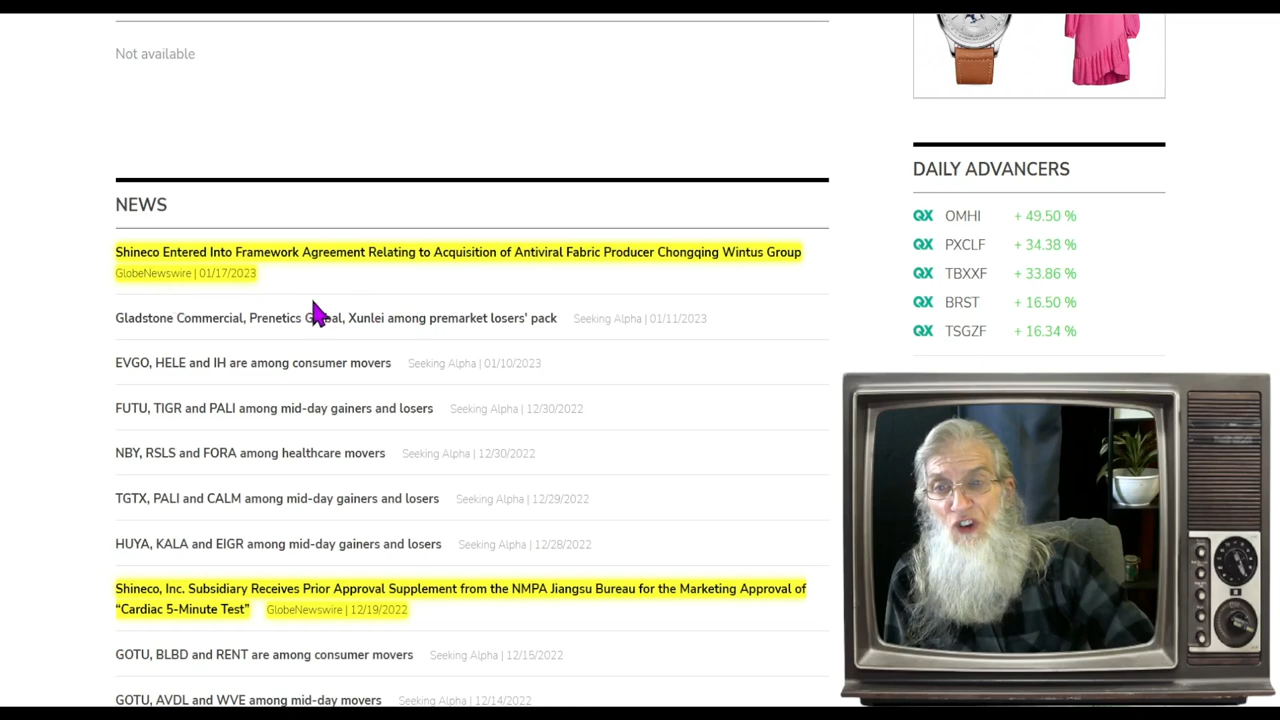 Not available
NEWS
Shineco Entered Into Framework Agreement Relating to Acquisition of Antiviral Fabric Producer Chongqing Wintus Group
GlobeNewswire | 01/17/2023
Gladstone Commercial, Prenetics Global, Xunlei among premarket losers' pack Seeking Alpha | 01/11/2023
EVGO, HELE and IH are among consumer movers Seeking Alpha | 01/10/2023
FUTU, TIGR and PALI among mid-day gainers and losers Seeking Alpha | 12/30/2022
NBY, RSLS and FORA among healthcare movers Seeking Alpha | 12/30/2022
TGTX, PALI and CALM among mid-day gainers and losers Seeking Alpha | 12/29/2022
HUYA, KALA and EIGR among mid-day gainers and losers Seeking Alpha | 12/28/2022
Shineco, Inc. Subsidiary Receives Prior Approval Supplement from the NMPA Jiangsu Bureau for the Marketing Approval of
“Cardiac 5-Minute Test” GlobeNewswire | 12/19/2022
GOTU, BLBD and RENT are among consumer movers Seeking Alpha | 12/15/2022
GOTU, AVDL and WVE among mid-day movers Seeking Alpha | 12/14/2022
DAILY ADVANCERS
QX OMHI + 49.50 %
QX PXCLF + 34.38 %
QX TBXXF + 33.86 %
QX BRST + 16.50 %
QX TSGZF + 16.34 %